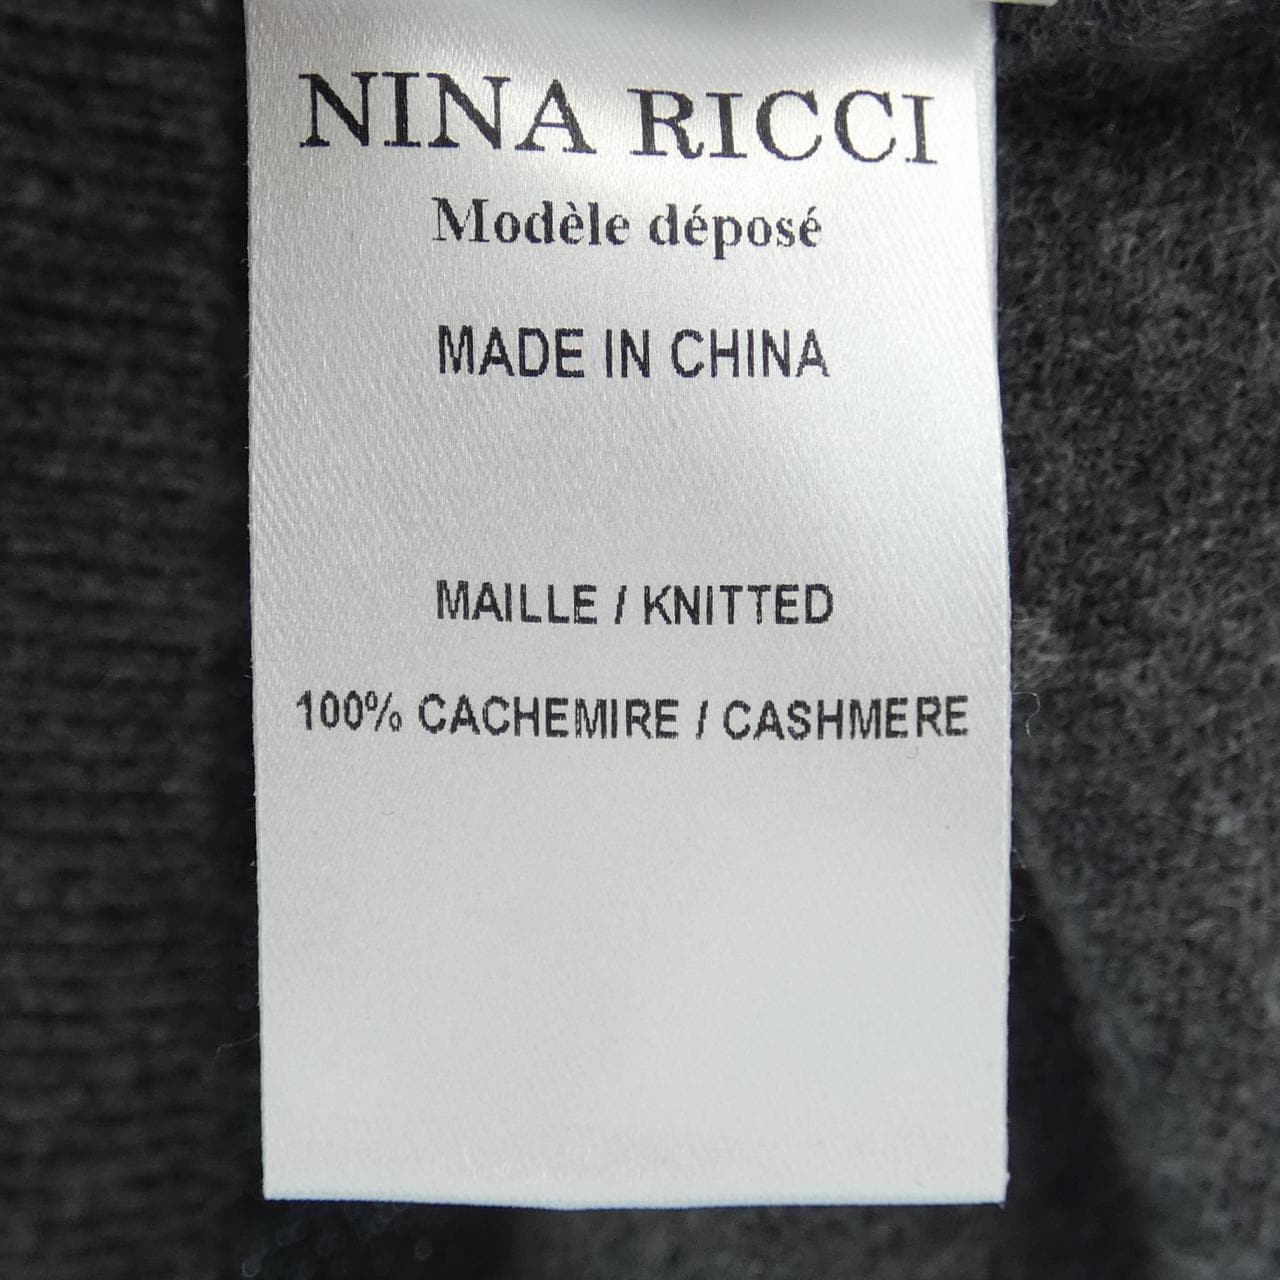 NINA RICCI
Modèle déposé
MADE IN CHINA
MAILLE / KNITTED
100% CACHEMIRE / CASHMERE